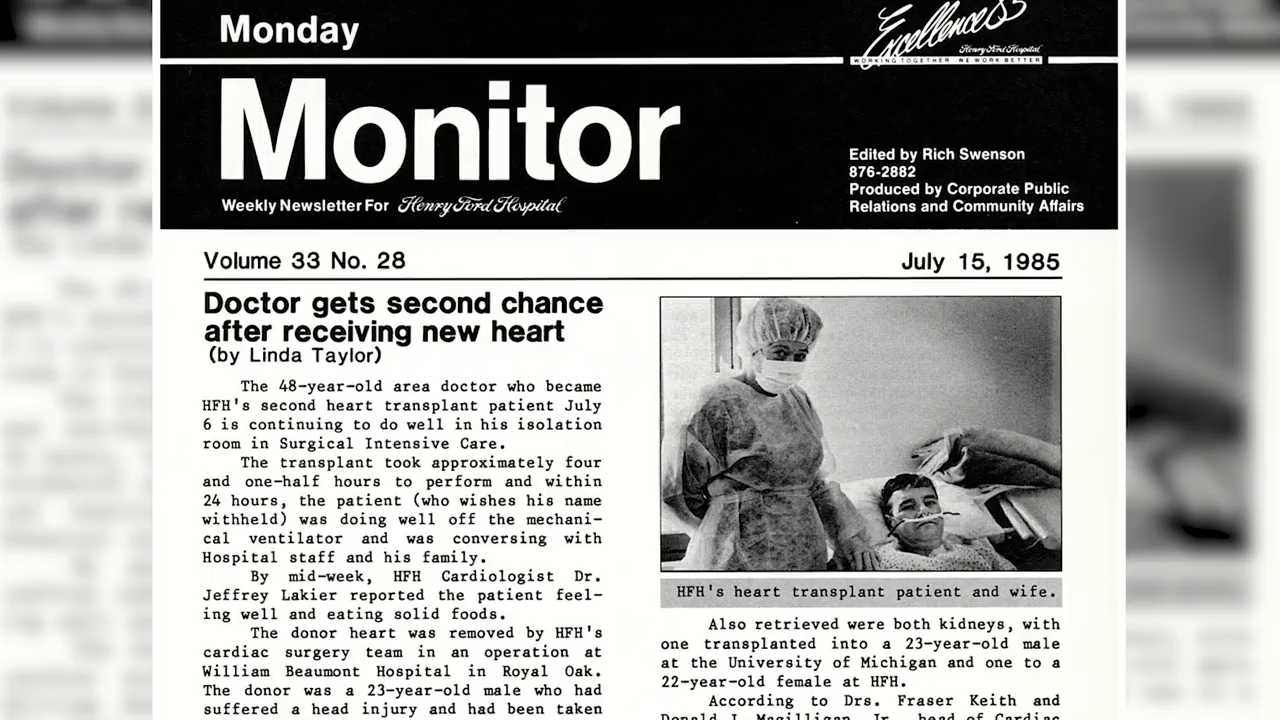 Monday
Excellence 85
Henry Ford Hospital
WORKING TOGETHER WE WORK BETTER
Monitor
Weekly Newsletter For Henry Ford Hospital
Edited by Rich Swenson
876-2882
Produced by Corporate Public
Relations and Community Affairs
Volume 33 No. 28
July 15, 1985
Doctor gets second chance
after receiving new heart
(by Linda Taylor)
The 48-year-old area doctor who became
HFH's second heart transplant patient July
6 is continuing to do well in his isolation
room in Surgical Intensive Care.
The transplant took approximately four
and one-half hours to perform and within
24 hours, the patient (who wishes his name
withheld) was doing well off the mechani-
cal ventilator and was conversing with
Hospital staff and his family.
By mid-week, HFH Cardiologist Dr.
Jeffrey Lakier reported the patient feel-
ing well and eating solid foods.
The donor heart was removed by HFH's
cardiac surgery team in an operation at
William Beaumont Hospital in Royal Oak.
The donor was a 23-year-old male who had
suffered a head injury and had been taken
HFH's heart transplant patient and wife.
Also retrieved were both kidneys, with
one transplanted into a 23-year-old male
at the University of Michigan and one to a
22-year-old female at HFH.
According to Drs. Fraser Keith and
Donald J. Magilligan, Jr., head of Cardiac